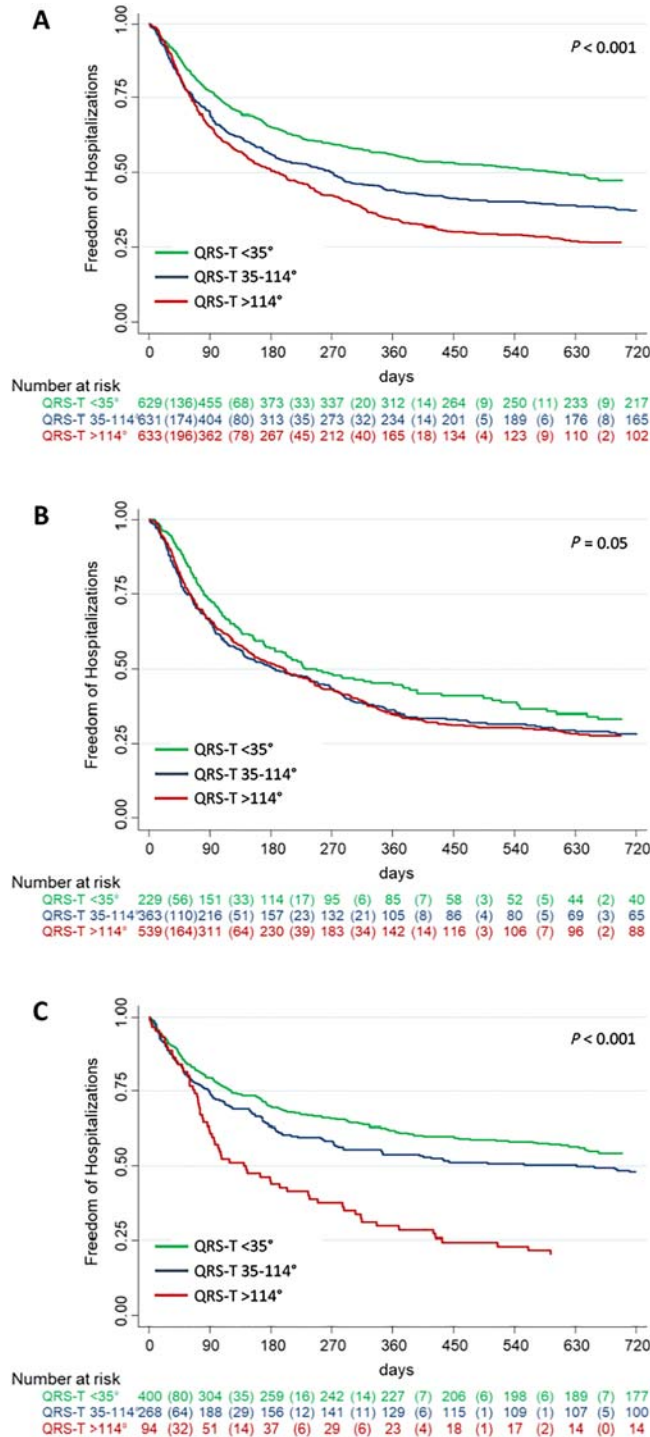 A
P < 0.001
Freedom of Hospitalizations
1.00
0.75
0.50
0.25
0.00
QRS-T <35°
QRS-T 35-114°
QRS-T >114°
0 90 180 270 360 450 540 630 720
days
Number at risk
QRS-T <35° 629 (136) 455 (68) 373 (33) 337 (20) 312 (14) 264 (9) 250 (11) 233 (9) 217
QRS-T 35-114° 631 (174) 404 (80) 313 (35) 273 (32) 234 (14) 201 (5) 189 (6) 176 (8) 165
QRS-T >114° 633 (196) 362 (78) 267 (45) 212 (40) 165 (18) 134 (4) 123 (9) 110 (2) 102
B
P = 0.05
Freedom of Hospitalizations
1.00
0.75
0.50
0.25
0.00
QRS-T <35°
QRS-T 35-114°
QRS-T >114°
0 90 180 270 360 450 540 630 720
days
Number at risk
QRS-T <35° 229 (56) 151 (33) 114 (17) 95 (6) 85 (7) 58 (3) 52 (5) 44 (2) 40
QRS-T 35-114° 363 (110) 216 (51) 157 (23) 132 (21) 105 (8) 86 (4) 80 (5) 69 (3) 65
QRS-T >114° 539 (164) 311 (64) 230 (39) 183 (34) 142 (14) 116 (3) 106 (7) 96 (2) 88
C
P < 0.001
Freedom of Hospitalizations
1.00
0.75
0.50
0.25
0.00
QRS-T <35°
QRS-T 35-114°
QRS-T >114°
0 90 180 270 360 450 540 630 720
days
Number at risk
QRS-T <35° 400 (80) 304 (35) 259 (16) 242 (14) 227 (7) 206 (6) 198 (6) 189 (7) 177
QRS-T 35-114° 268 (64) 188 (29) 156 (12) 141 (11) 129 (6) 115 (1) 109 (1) 107 (5) 100
QRS-T >114° 94 (32) 51 (14) 37 (6) 29 (6) 23 (4) 18 (1) 17 (2) 14 (0) 14